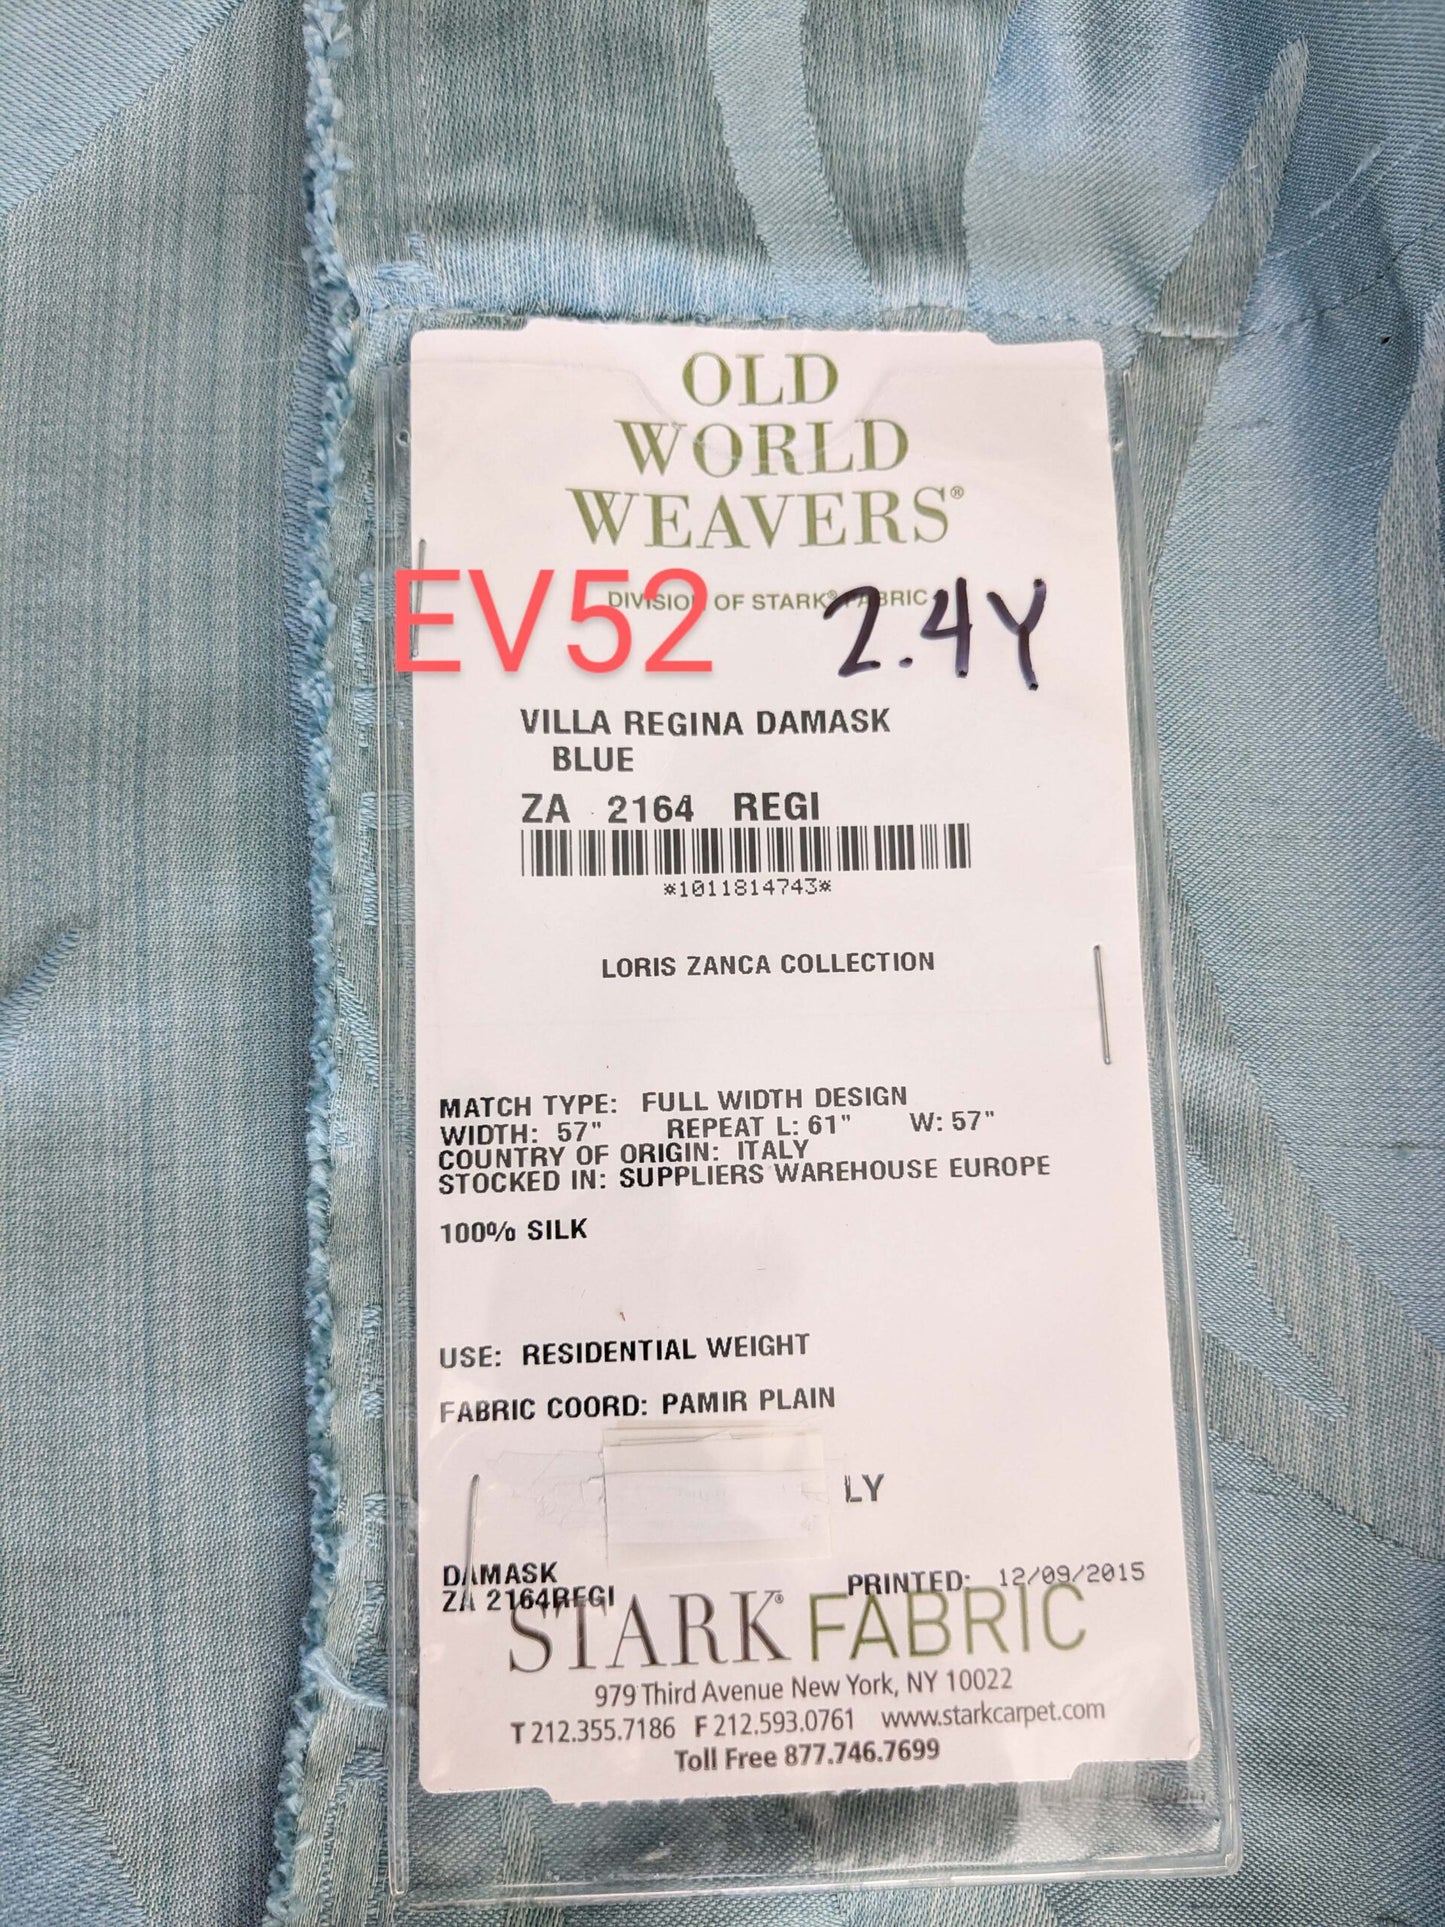 OLD
WORLD
WEAVERS®
EV52
DIVISION OF STARK® FABRIC
2.4Y
VILLA REGINA DAMASK
BLUE
ZA 2164 REGI
*1011814743*
LORIS ZANCA COLLECTION
MATCH TYPE: FULL WIDTH DESIGN
WIDTH: 57" REPEAT L: 61" W: 57"
COUNTRY OF ORIGIN: ITALY
STOCKED IN: SUPPLIERS WAREHOUSE EUROPE
100% SILK
USE: RESIDENTIAL WEIGHT
FABRIC COORD: PAMIR PLAIN
LY
DAMASK
ZA 2164REGI
PRINTED: 12/09/2015
STARK® FABRIC
979 Third Avenue New York, NY 10022
T 212.355.7186 F 212.593.0761 www.starkcarpet.com
Toll Free 877.746.7699